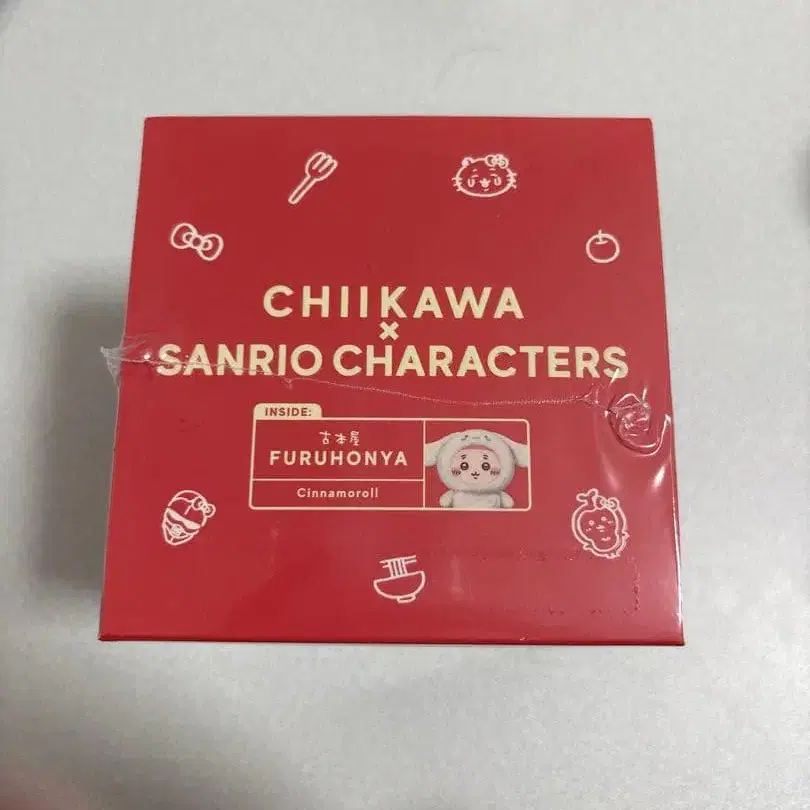 CHIIKAWA
×
SANRIO CHARACTERS
INSIDE:
古本屋
FURUHONYA
Cinnamoroll